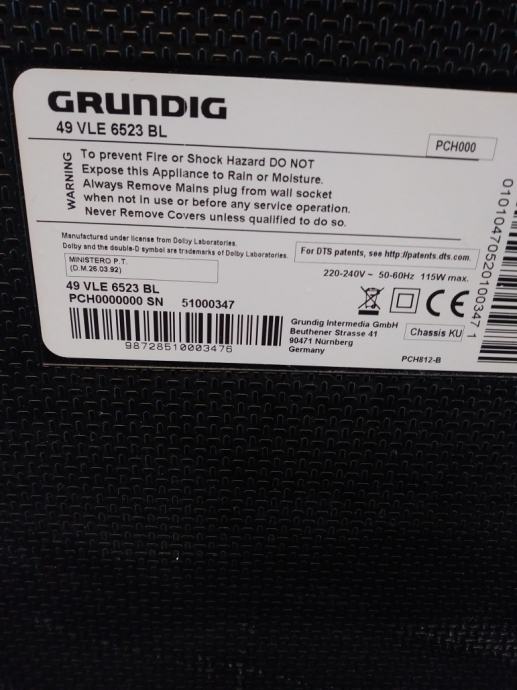 GRUNDIG
49 VLE 6523 BL
PCH000
WARNING
To prevent Fire or Shock Hazard DO NOT
Expose this Appliance to Rain or Moisture.
Always Remove Mains plug from wall socket
when not in use or before any service operation.
Never Remove Covers unless qualified to do so.
Manufactured under license from Dolby Laboratories.
Dolby and the double-D symbol are trademarks of Dolby Laboratories.
For DTS patents, see http://patents.dts.com.
MINISTERO P.T.
(D.M.26.03.92)
220-240V ~ 50-60Hz 115W max.
49 VLE 6523 BL
PCH0000000 SN 51000347
98728510003476
Grundig Intermedia GmbH
Beuthener Strasse 41
90471 Nürnberg
Germany
CE
Chassis KU
PCH812-B